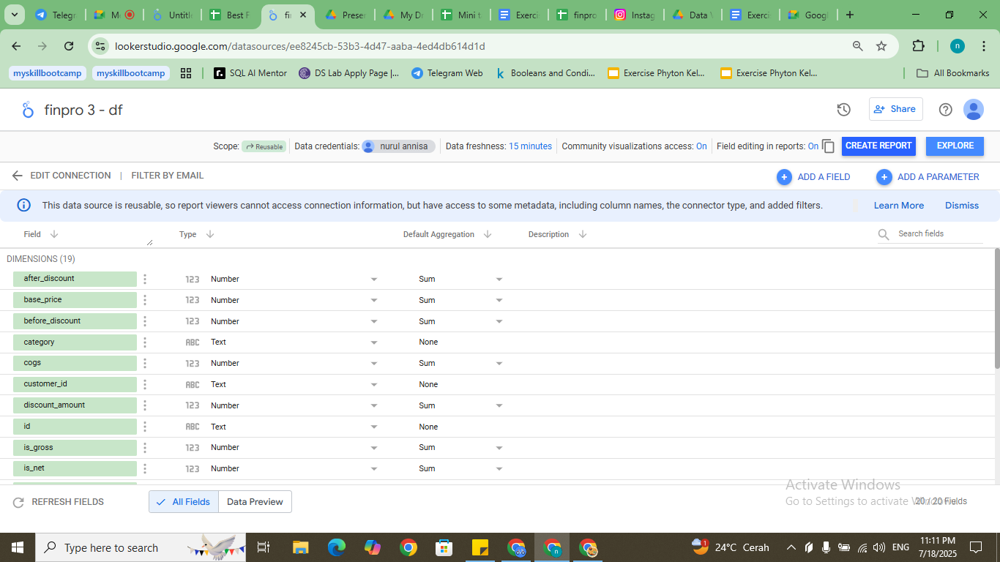 Telegr
Me
Untitle
Best F
fi
Presen
My Dr
Mini t
Exerci
finpro
Instag
Data V
Exerci
Googl
lookerstudio.google.com/datasources/ee8245cb-53b3-4d47-aaba-4ed4db614d1d
n
myskillbootcamp
myskillbootcamp
SQL AI Mentor
DS Lab Apply Page |...
Telegram Web
Booleans and Condi...
Exercise Phyton Kel...
Exercise Phyton Kel...
All Bookmarks
finpro 3 - df
Share
Scope: Reusable
Data credentials: nurul annisa
Data freshness: 15 minutes
Community visualizations access: On
Field editing in reports: On
CREATE REPORT
EXPLORE
EDIT CONNECTION | FILTER BY EMAIL
ADD A FIELD
ADD A PARAMETER
This data source is reusable, so report viewers cannot access connection information, but have access to some metadata, including column names, the connector type, and added filters.
Learn More
Dismiss
Field Type Default Aggregation Description
Search fields
DIMENSIONS (19)
after_discount 123 Number Sum
base_price 123 Number Sum
before_discount 123 Number Sum
category ABC Text None
cogs 123 Number Sum
customer_id ABC Text None
discount_amount 123 Number Sum
id ABC Text None
is_gross 123 Number Sum
is_net 123 Number Sum
Activate Windows
Go to Settings to activate Windows.
REFRESH FIELDS
All Fields
Data Preview
20 / 20 Fields
Type here to search
1
n
24°C Cerah
ENG
11:11 PM
7/18/2025